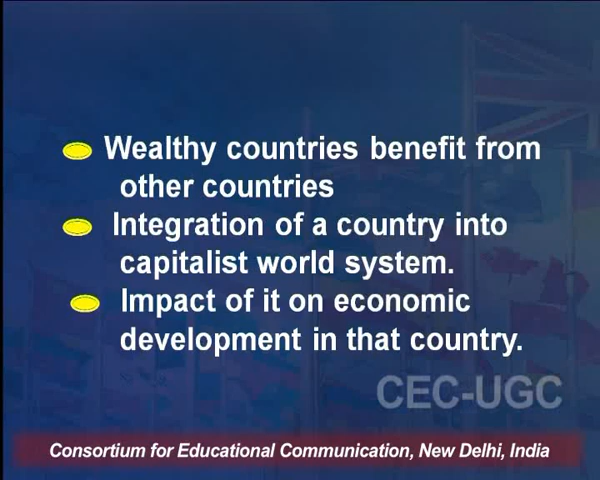 Wealthy countries benefit from
other countries
Integration of a country into
capitalist world system.
Impact of it on economic
development in that country.
CEC-UGC
Consortium for Educational Communication, New Delhi, India